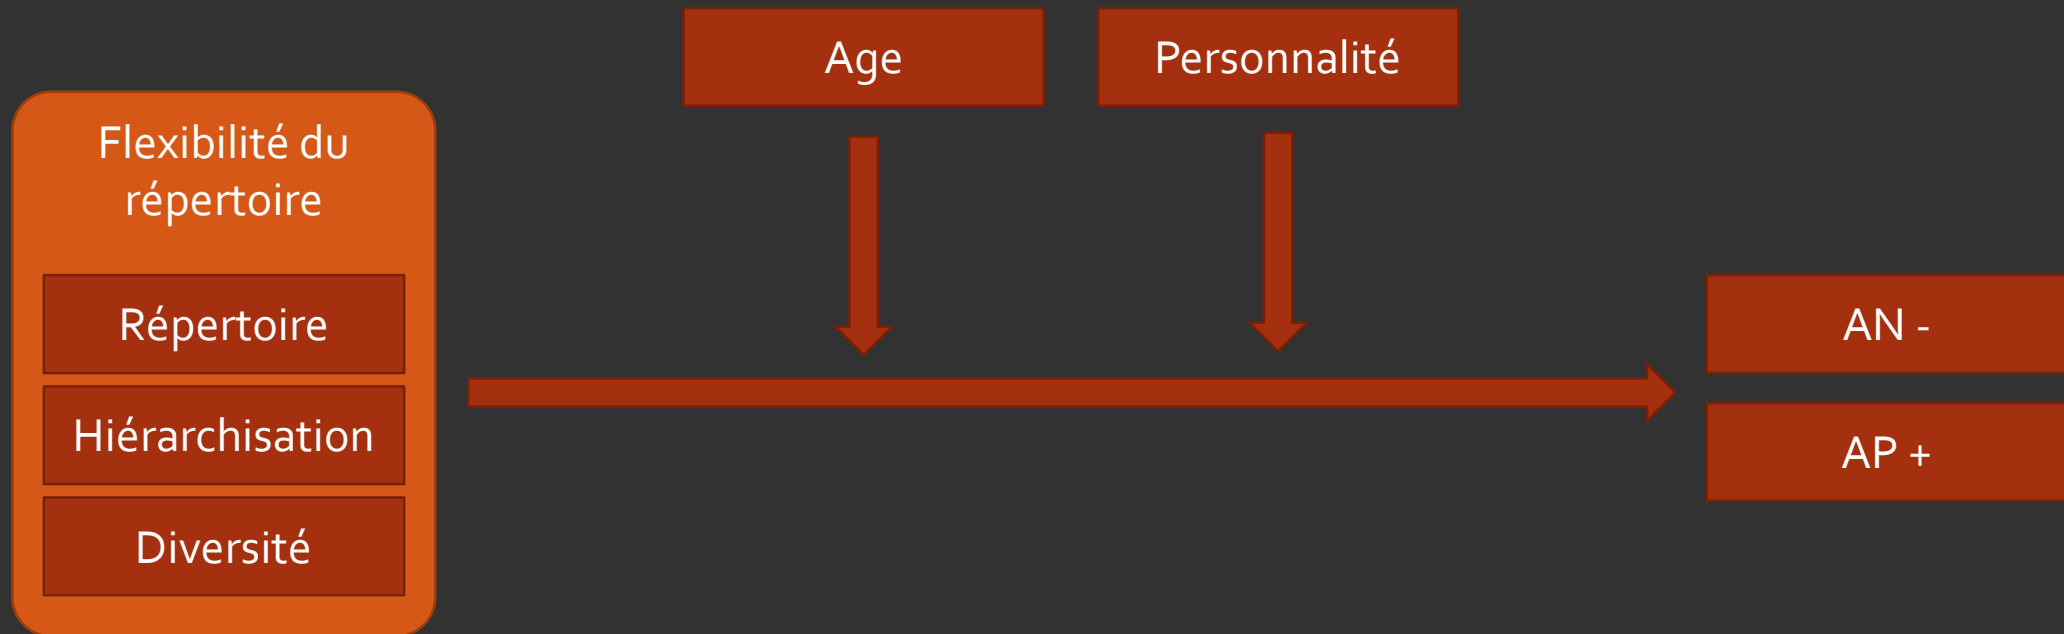 Age
Personnalité
Flexibilité du
répertoire
Répertoire
Hiérarchisation
Diversité
AN -
AP +